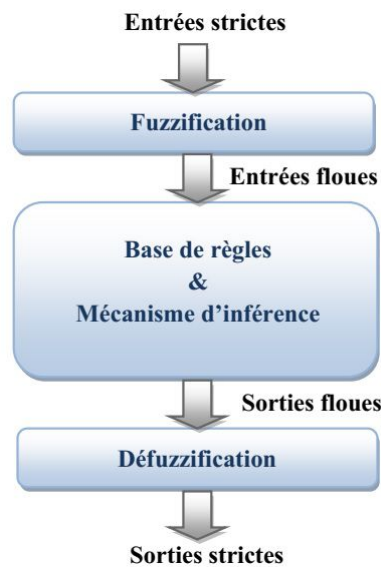 Entrées strictes
Fuzzification
Entrées floues
Base de règles
&
Mécanisme d'inférence
Sorties floues
Défuzzification
Sorties strictes